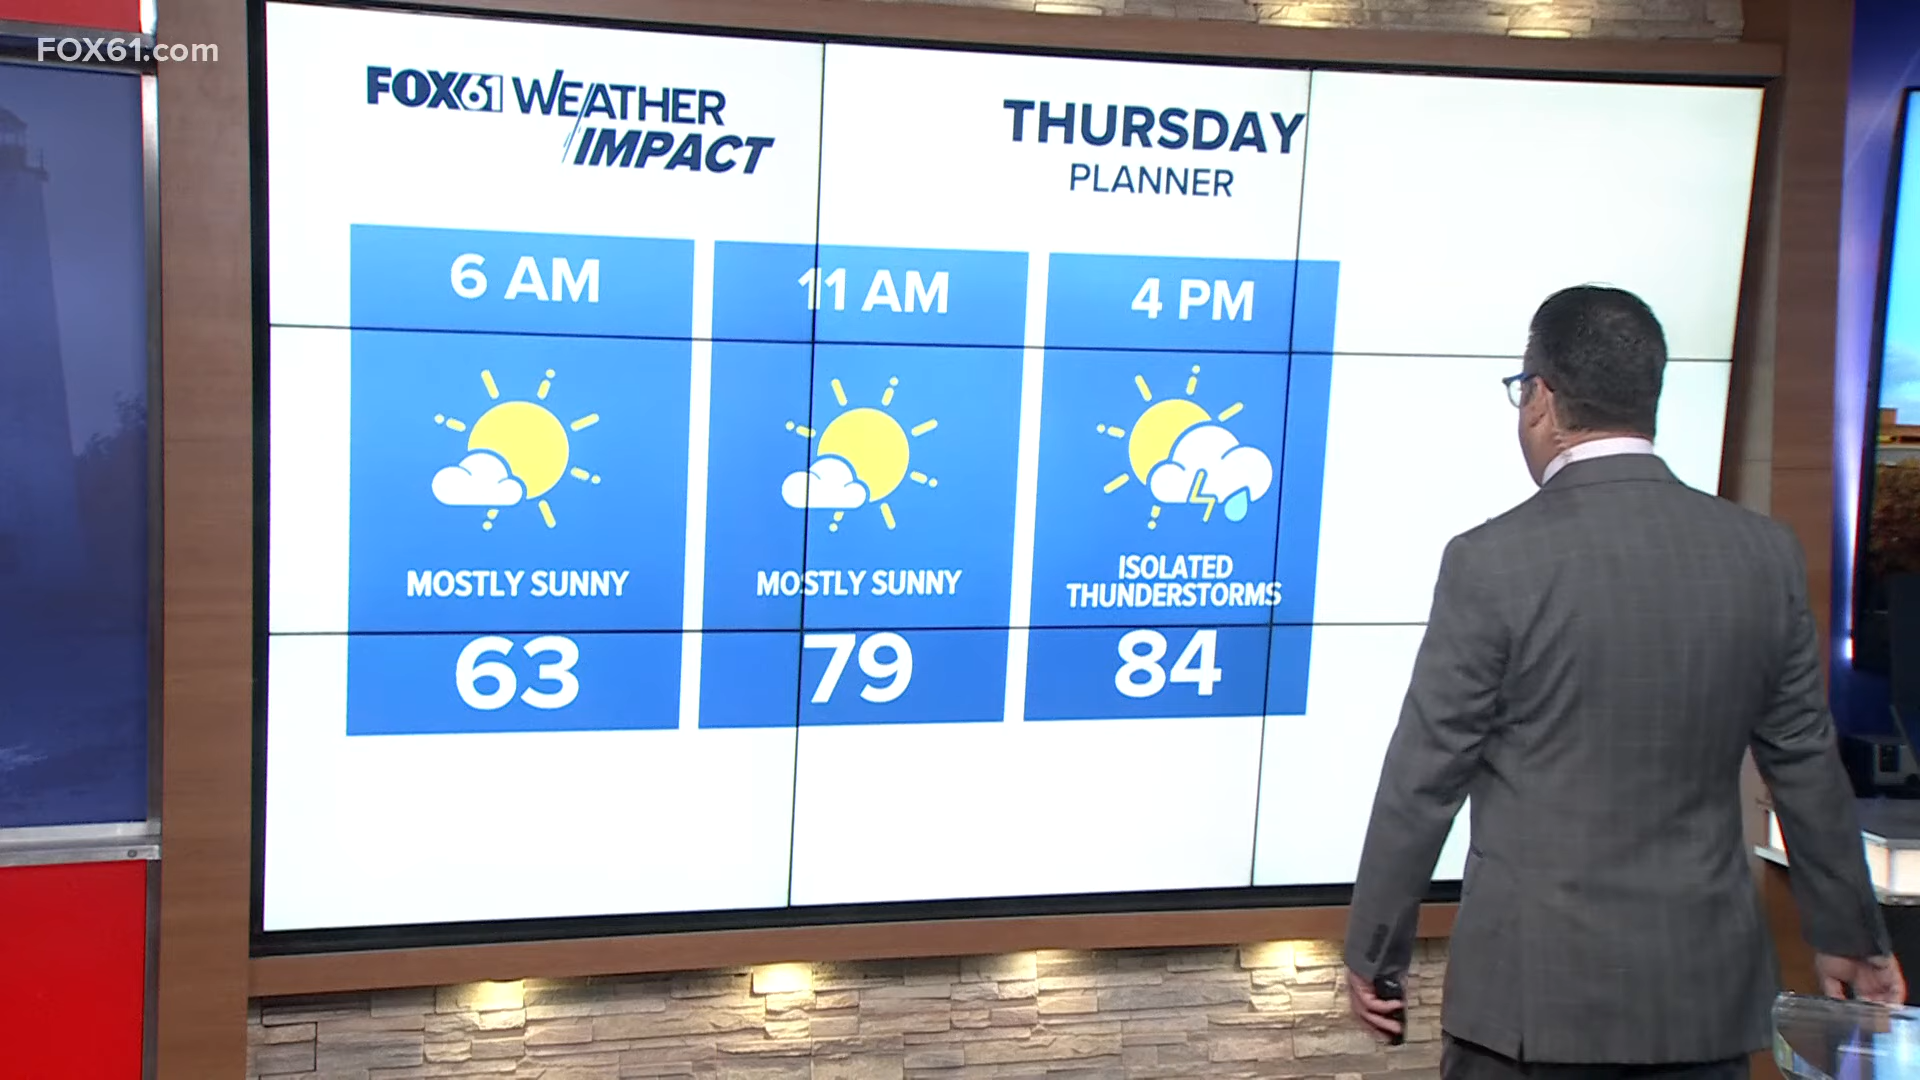 FOX61.com
FOX61 WEATHER
IMPACT
THURSDAY
PLANNER
6 AM
MOSTLY SUNNY
63
11 AM
MOSTLY SUNNY
79
4 PM
ISOLATED
THUNDERSTORMS
84